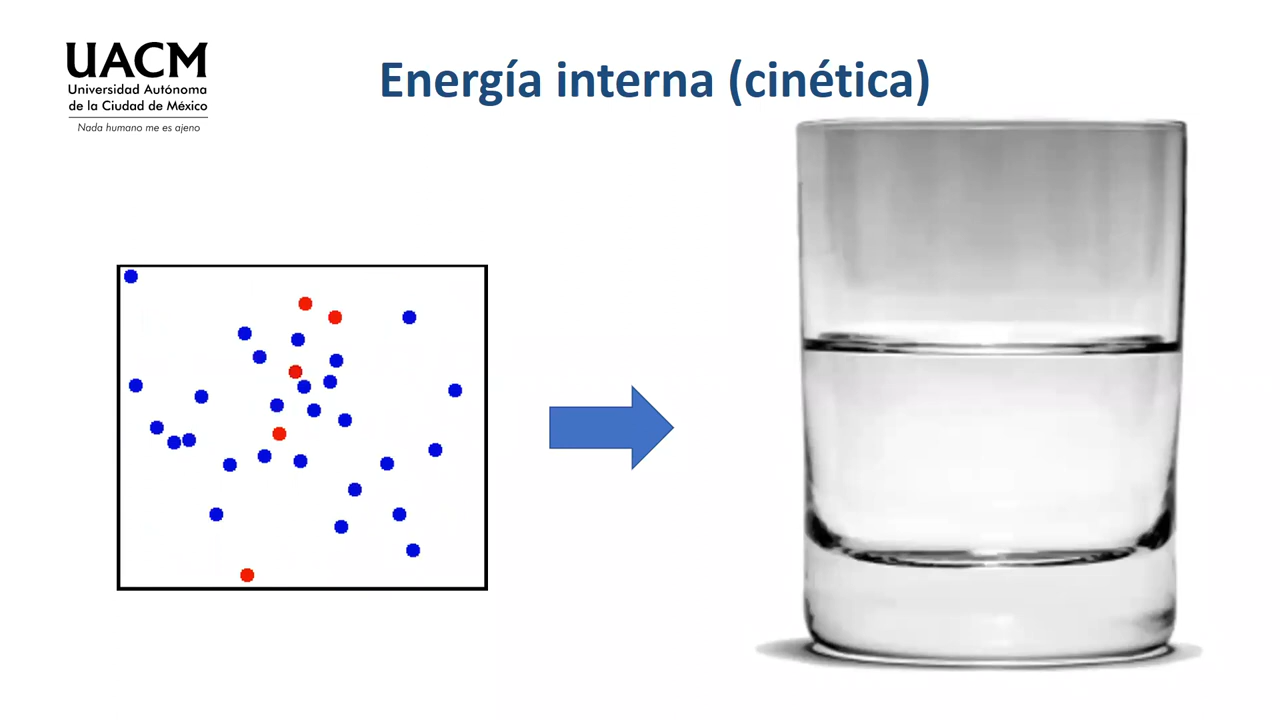 UACM
Universidad Autónoma
de la Ciudad de México
Nada humano me es ajeno
Energía interna (cinética)